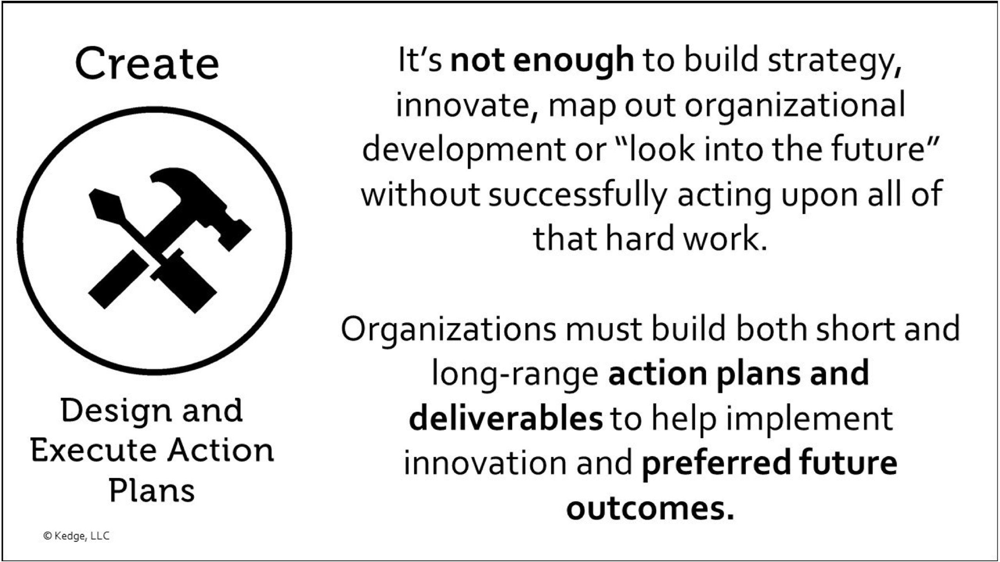 Create
Design and
Execute Action
Plans
© Kedge, LLC
It’s not enough to build strategy,
innovate, map out organizational
development or “look into the future”
without successfully acting upon all of
that hard work.
Organizations must build both short and
long-range action plans and
deliverables to help implement
innovation and preferred future
outcomes.